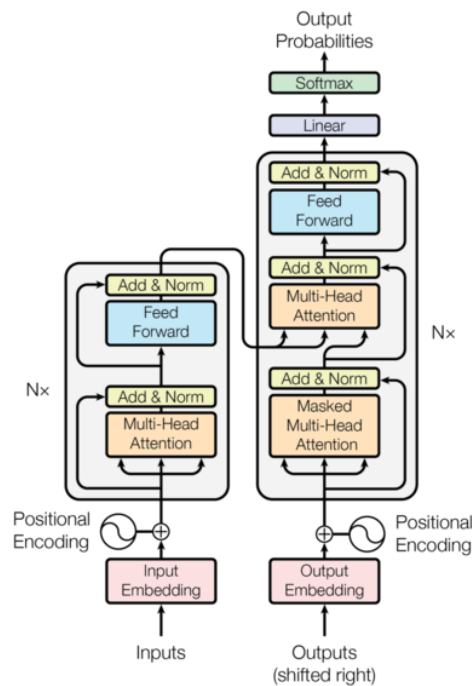 Output
Probabilities
Softmax
Linear
Add & Norm
Feed
Forward
Add & Norm
Multi-Head
Attention
Add & Norm
Masked
Multi-Head
Attention
N×
Positional
Encoding
Output
Embedding
Outputs
(shifted right)
Add & Norm
Feed
Forward
Add & Norm
Multi-Head
Attention
N×
Positional
Encoding
Input
Embedding
Inputs